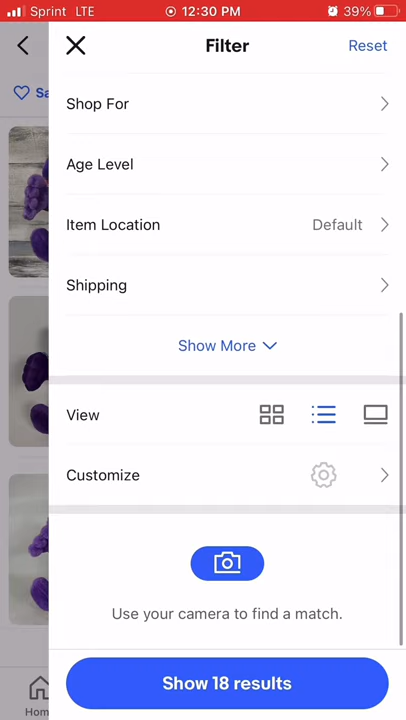 Sprint LTE 12:30 PM 39%
Filter
Reset
Sa
Shop For
Age Level
Item Location Default
Shipping
Show More
View
Customize
Use your camera to find a match.
Show 18 results
Hom